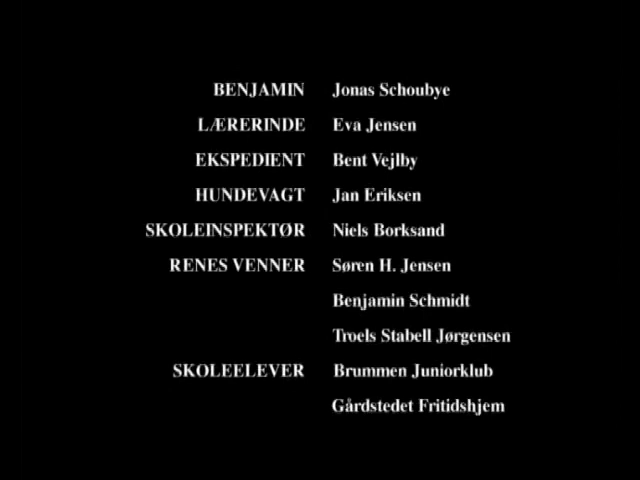 BENJAMIN Jonas Schoubye
LÆRERINDE Eva Jensen
EKSPEDIENT Bent Vejlby
HUNDEVAGT Jan Eriksen
SKOLEINSPEKTØR Niels Borksand
RENES VENNER Søren H. Jensen
Benjamin Schmidt
Troels Stabell Jørgensen
SKOLEELEVER Brummen Juniorklub
Gårdstedet Fritidshjem